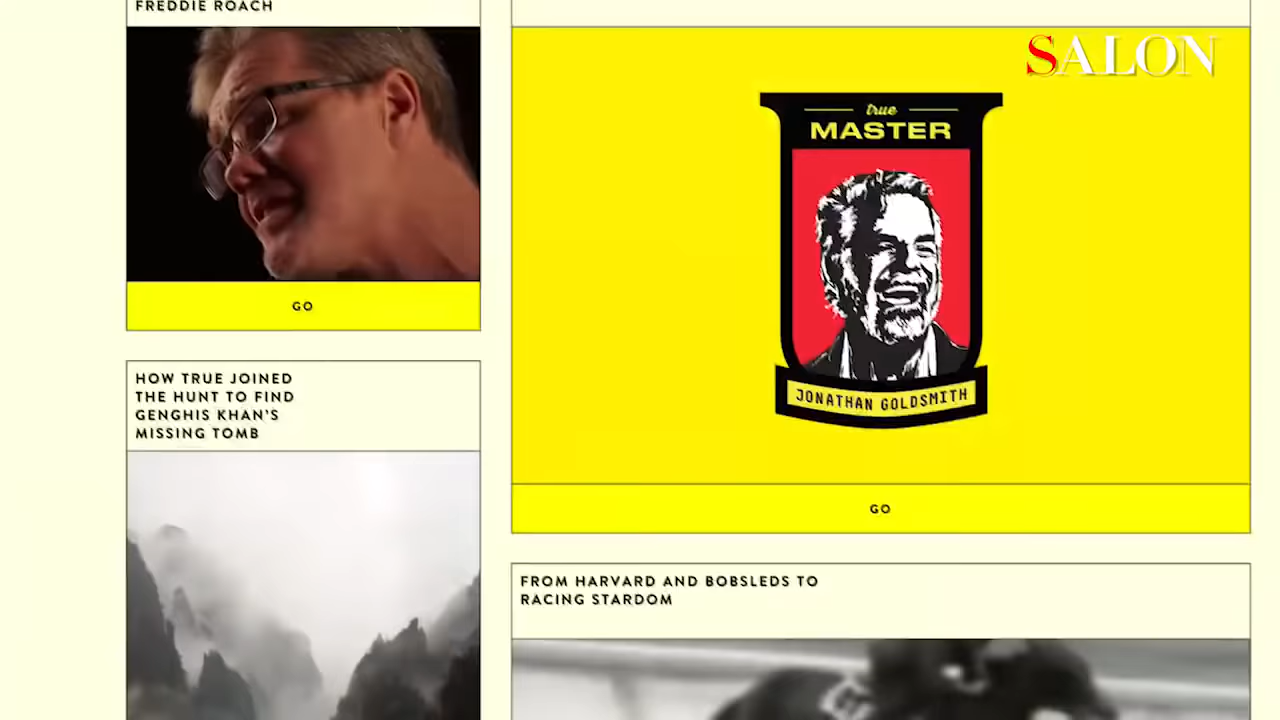 FREDDIE ROACH
GO
HOW TRUE JOINED
THE HUNT TO FIND
GENGHIS KHAN'S
MISSING TOMB
SALON
true
MASTER
JONATHAN GOLDSMITH
GO
FROM HARVARD AND BOBSLEDS TO
RACING STARDOM